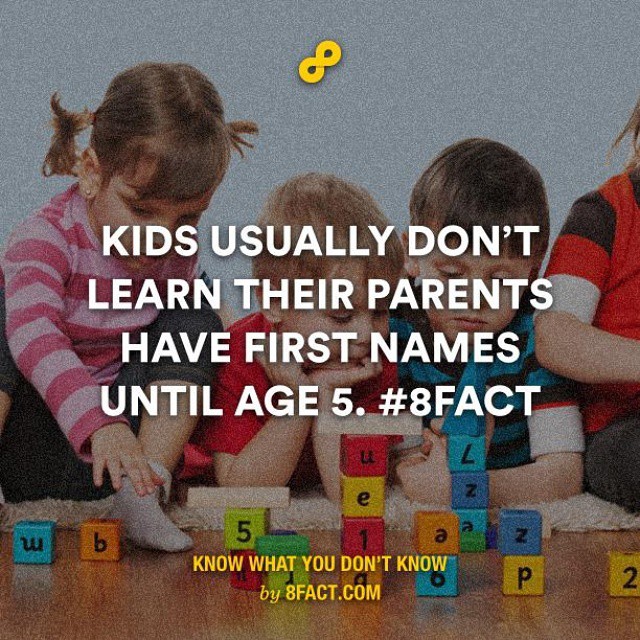 KIDS USUALLY DON'T
LEARN THEIR PARENTS
HAVE FIRST NAMES
UNTIL AGE 5. #8FACT
u
L
e
z
w
b
5
1
a
e
z
6
p
2
KNOW WHAT YOU DON'T KNOW
by 8FACT.COM